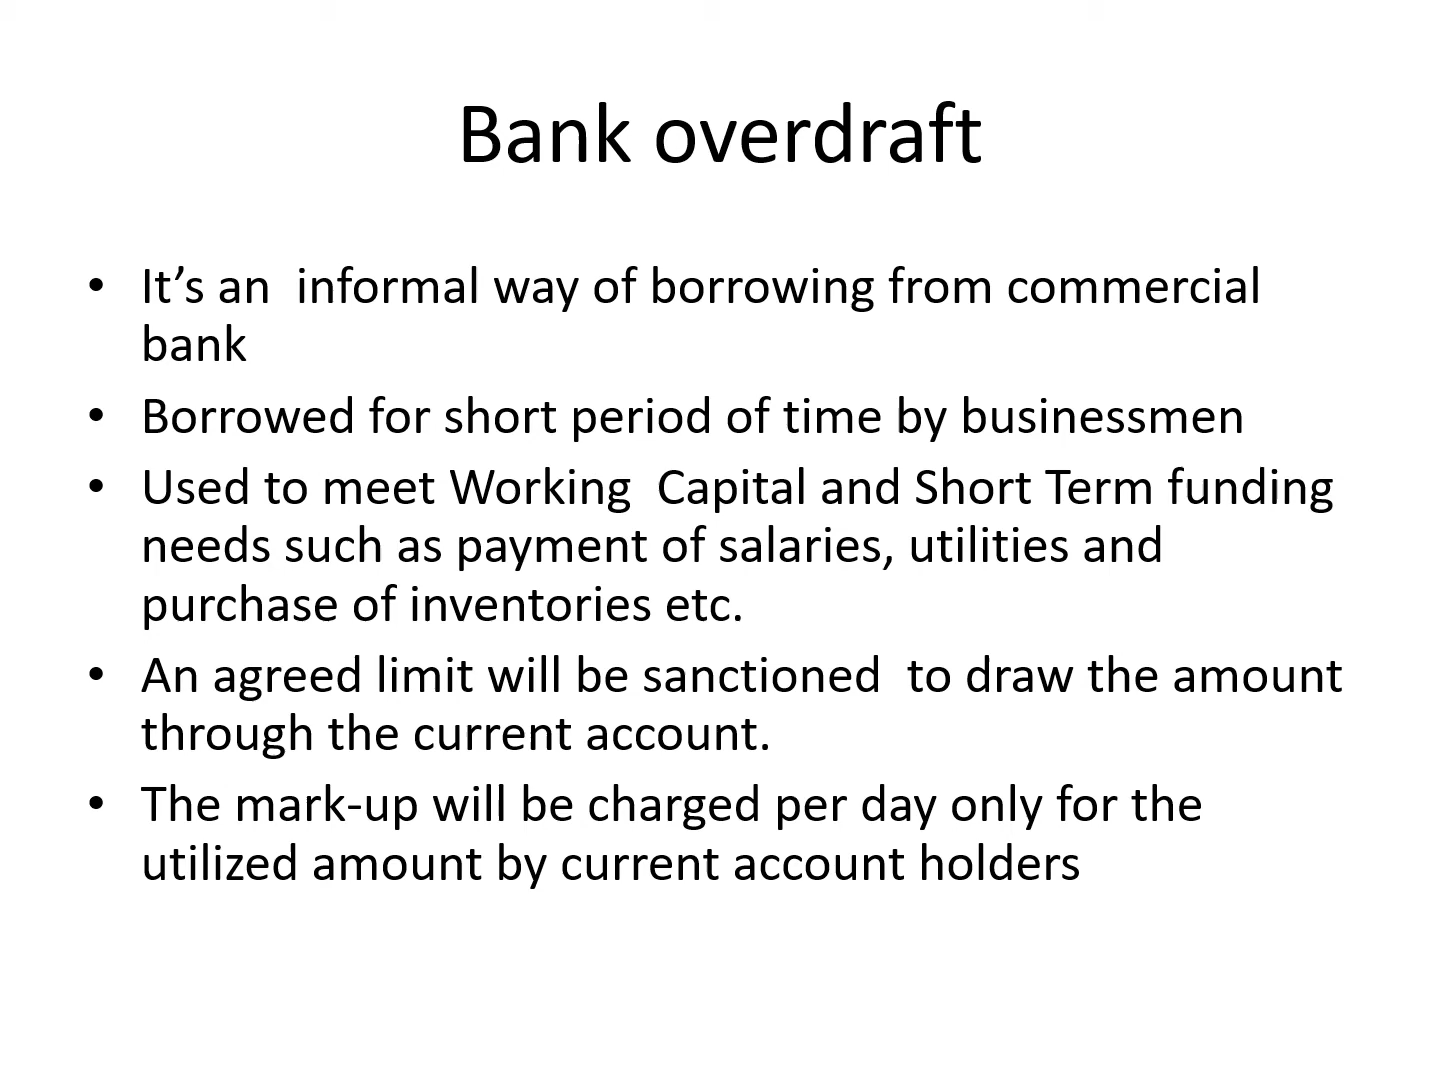 Bank overdraft
• It’s an  informal way of borrowing from commercial
bank
• Borrowed for short period of time by businessmen
• Used to meet Working  Capital and Short Term funding
needs such as payment of salaries, utilities and
purchase of inventories etc.
• An agreed limit will be sanctioned  to draw the amount
through the current account.
• The mark-up will be charged per day only for the
utilized amount by current account holders